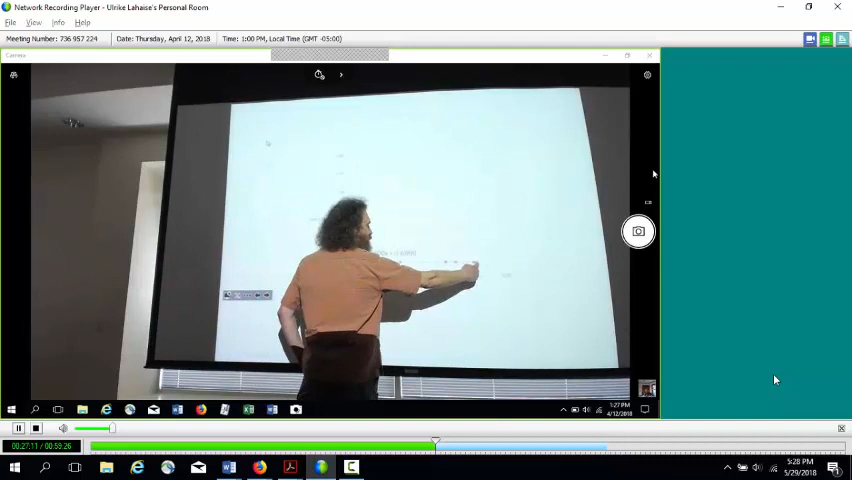 Network Recording Player - Ulrike Lahaise's Personal Room
File View Info Help
Meeting Number: 736 957 224 Date: Thursday, April 12, 2018 Time: 1:00 PM, Local Time (GMT -05:00)
Camera
1:27 PM
4/12/2018
00:27:11 / 00:59:26
5:28 PM
5/29/2018